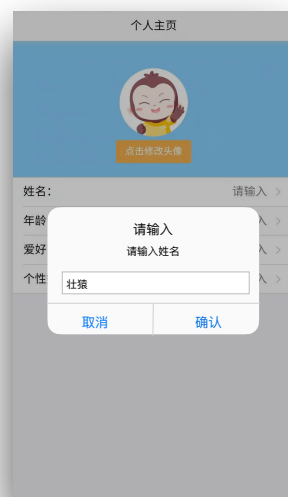 个人主页
点击修改头像
姓名： 请输入
年龄 入
爱好 入
个性 入
请输入
请输入姓名
壮猿
取消 确认